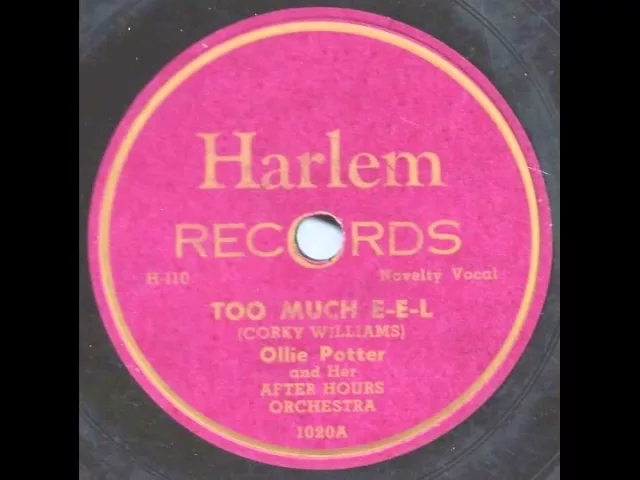 Harlem
RECORDS
H-110 Novelty Vocal
TOO MUCH E-E-L
(CORKY WILLIAMS)
Ollie Potter
and Her
AFTER HOURS
ORCHESTRA
1020A